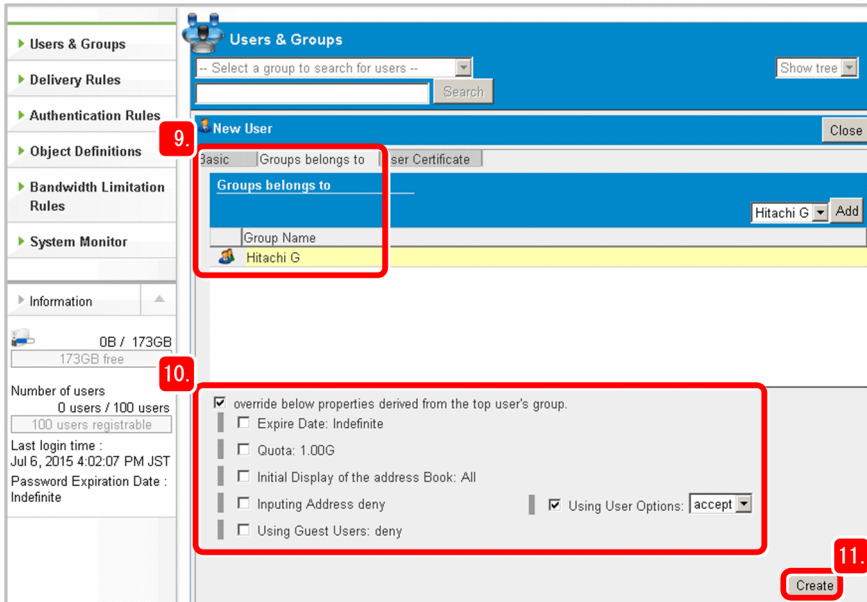 Users & Groups
Delivery Rules
Authentication Rules
Object Definitions
Bandwidth Limitation
Rules
System Monitor
Information
0B / 173GB
173GB free
Number of users
0 users / 100 users
100 users registrable
Last login time :
Jul 6, 2015 4:02:07 PM JST
Password Expiration Date :
Indefinite
Users & Groups
-- Select a group to search for users --
Show tree
Search
9.
New User
Close
Basic
Groups belongs to
ser Certificate
Groups belongs to
Hitachi G
Add
Group Name
Hitachi G
10.
override below properties derived from the top user's group.
Expire Date: Indefinite
Quota: 1.00G
Initial Display of the address Book: All
Inputing Address deny
Using User Options: accept
Using Guest Users: deny
11.
Create